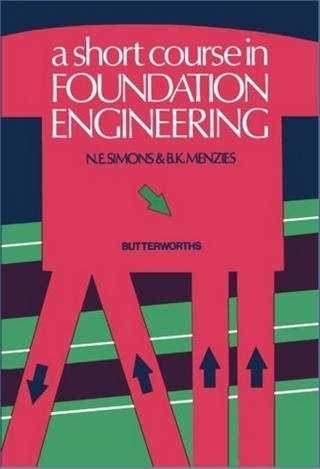 a short course in
FOUNDATION
ENGINEERING
N.E. SIMONS & B.K. MENZIES
BUTTERWORTHS